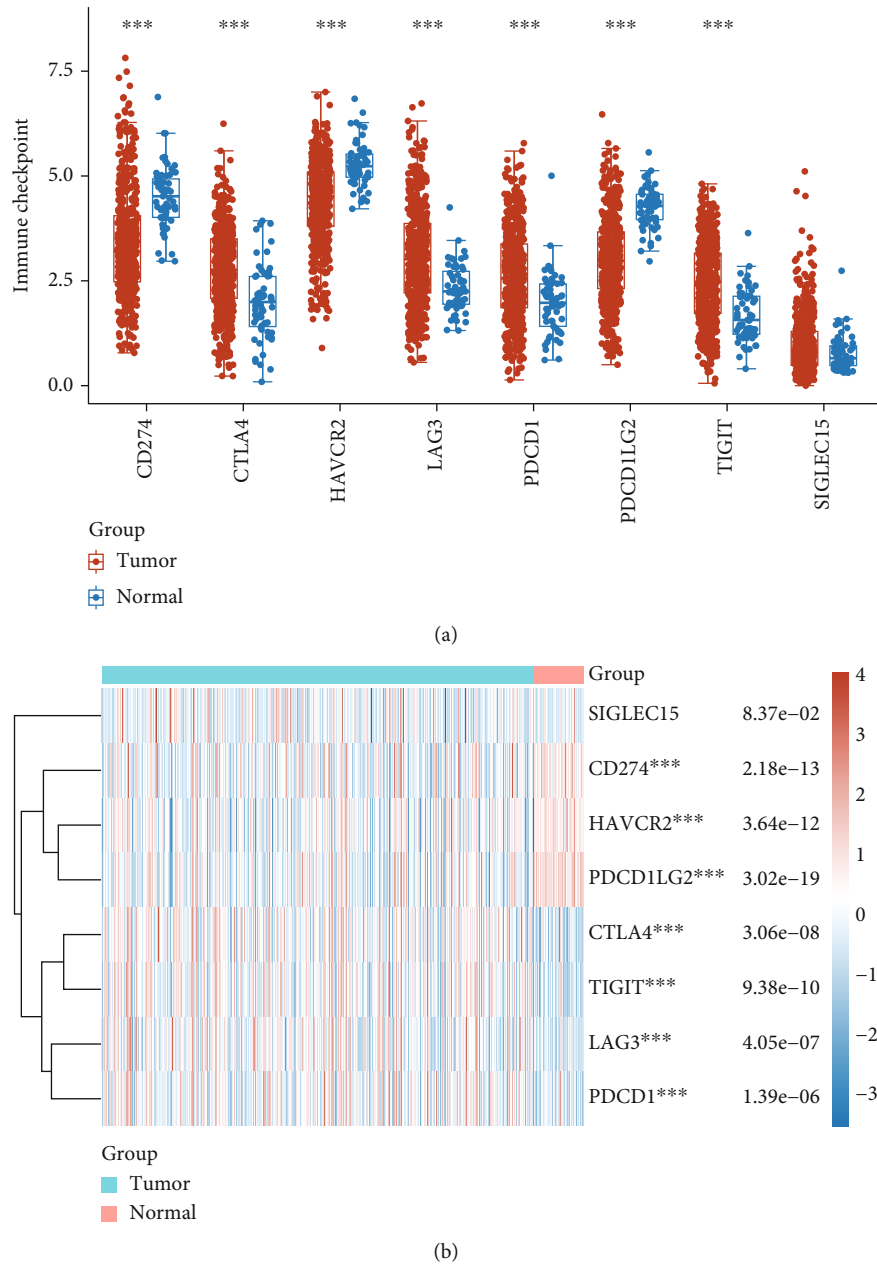 *** *** *** *** *** *** ***
Immune checkpoint
7.5
5.0
2.5
0.0
CD274
CTLA4
HAVCR2
LAG3
PDCD1
PDCD1LG2
TIGIT
SIGLEC15
Group
Tumor
Normal
(a)
Group
SIGLEC15 8.37e−02
CD274*** 2.18e−13
HAVCR2*** 3.64e−12
PDCD1LG2*** 3.02e−19
CTLA4*** 3.06e−08
TIGIT*** 9.38e−10
LAG3*** 4.05e−07
PDCD1*** 1.39e−06
4
3
2
1
0
−1
−2
−3
Group
Tumor
Normal
(b)